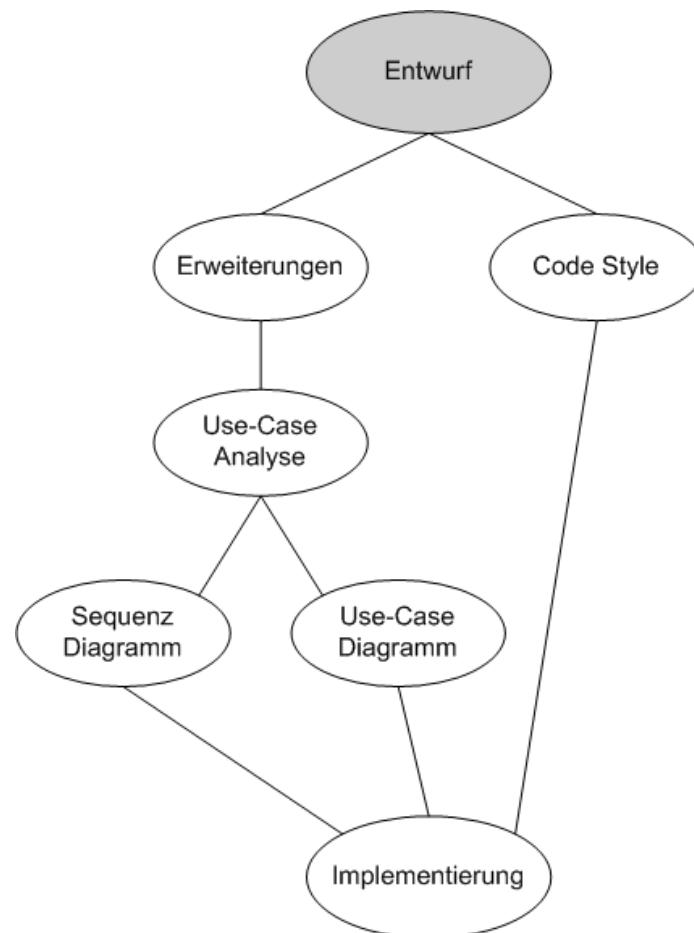 Entwurf
Erweiterungen
Code Style
Use-Case
Analyse
Sequenz
Diagramm
Use-Case
Diagramm
Implementierung